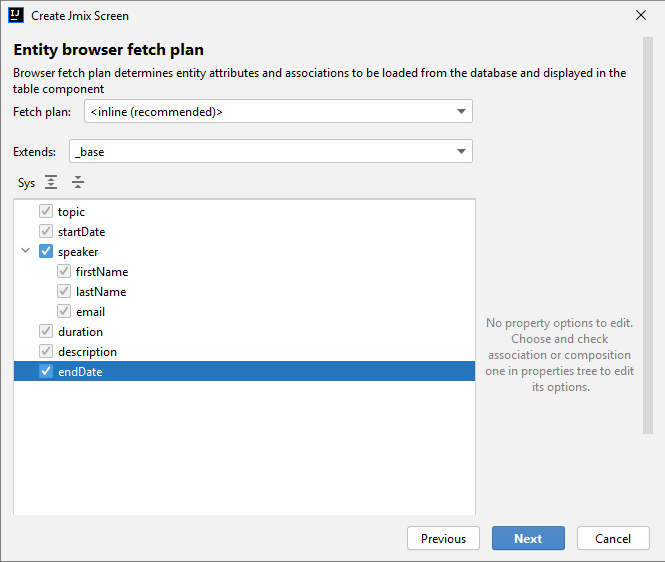 IJ
Create Jmix Screen
Entity browser fetch plan
Browser fetch plan determines entity attributes and associations to be loaded from the database and displayed in the
table component
Fetch plan: <inline (recommended)>
Extends: _base
Sys
topic
startDate
speaker
firstName
lastName
email
duration
description
endDate
No property options to edit.
Choose and check
association or composition
one in properties tree to edit
its options.
Previous Next Cancel